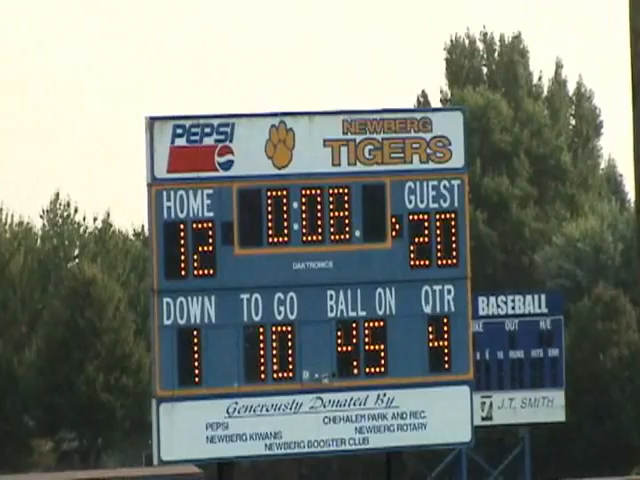 PEPSI
NEWBERG
TIGERS
HOME
0:08
GUEST
12
20
DAKTRONICS
DOWN TO GO BALL ON QTR
1 10 45 4
Generously Donated By
PEPSI
CHEHALEM PARK AND REC.
NEWBERG KIWANIS
NEWBERG ROTARY
NEWBERG BOOSTER CLUB
BASEBALL
OUT H/E
RUNS HITS ERR
J.T. SMITH